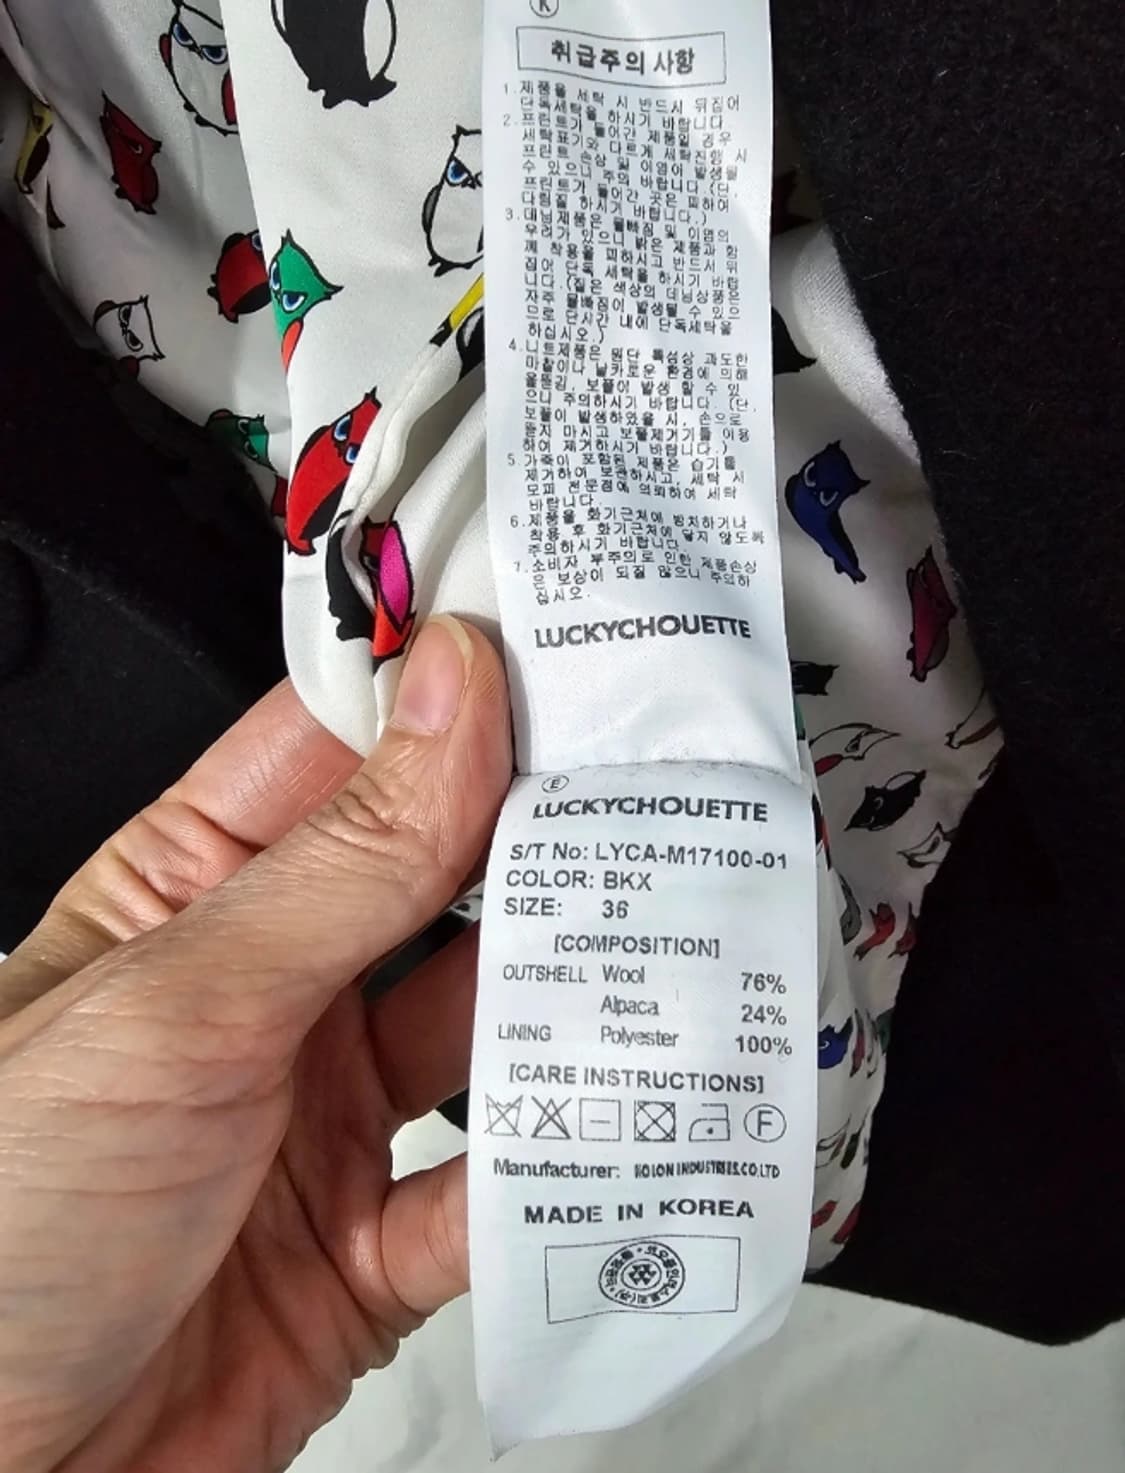 K
취급주의 사항
1.제품을 세탁 시 반드시 뒤집어
단독세탁을 하시기 바랍니다
2.프린트가 들어간 제품일 경우
세탁표기와 다르게 세탁진행 시
프린트 손상 및 이염이 발생될
수 있으니 주의 바랍니다.(단,
프린트가 들어간 곳은 피하여
다림질 하시기 바랍니다.)
3.데님제품은 물빠짐 및 이염의
우려가 있으니 밝은 제품과 함
께 착용을 피하시고 반드시 뒤
집어 단독 세탁을 하시기 바랍
니다.(짙은 색상의 데님상품은
자주 물빠짐이 발생될 수 있으
므로 단시간 내에 단독세탁을
하십시오.)
4.니트제품은 원단 특성상 과도한
마찰이나 날카로운 환경에 의해
올뜯김, 보풀이 발생 할 수 있
으니 주의하시기 바랍니다. (단,
보풀이 발생하였을 시, 손으로
뜯지 마시고 보풀제거기를 이용
하여 제거하시기 바랍니다.)
5.가죽이 포함된 제품은 습기를
제거하여 보관하시고, 세탁 시
모피 전문점에 의뢰하여 세탁
바랍니다.
6.제품을 화기근처에 방치하거나
착용 후 화기근처에 닿지 않도록
주의하시기 바랍니다.
7.소비자 부주의로 인한 제품손상
은 보상이 되질 않으니 주의하
십시오.
LUCKYCHOUETTE
E
LUCKYCHOUETTE
S/T No: LYCA-M17100-01
COLOR: BKX
SIZE: 36
[COMPOSITION]
OUTSHELL Wool 76%
Alpaca 24%
LINING Polyester 100%
[CARE INSTRUCTIONS]
F
Manufacturer: KOLON INDUSTRIES.CO.LTD
MADE IN KOREA